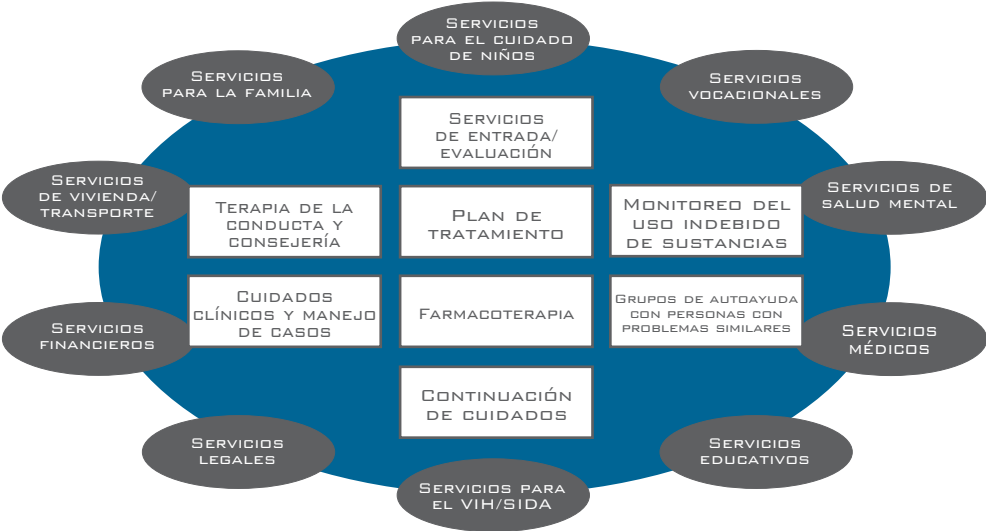 Servicios
para el cuidado
de niños
Servicios
para la familia
Servicios
vocacionales
Servicios
de entrada/
evaluación
Servicios
de vivienda/
transporte
Terapia de la
conducta y
consejería
Plan de
tratamiento
Monitoreo del
uso indebido
de sustancias
Servicios de
salud mental
Servicios
financieros
Cuidados
clínicos y manejo
de casos
Farmacoterapia
Grupos de autoayuda
con personas con
problemas similares
Servicios
médicos
Continuación
de cuidados
Servicios
legales
Servicios para
el VIH/SIDA
Servicios
educativos